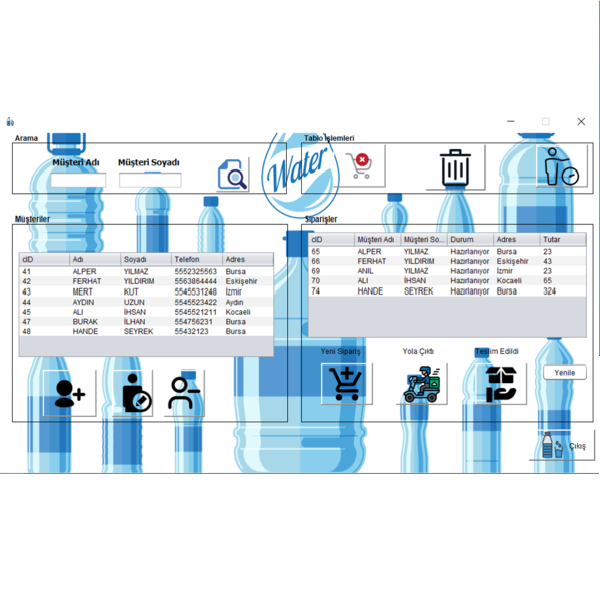 Arama
Tablo işlemleri
Müşteri Adı Müşteri Soyadı
Water
Müşteriler
Siparişler
cID Adı Soyadı Telefon Adres
41 ALPER YILMAZ 5552325563 Bursa
42 FERHAT YILDIRIM 5563864444 Eskişehir
43 MERT KUT 5545531246 İzmir
44 AYDIN UZUN 5545523422 Aydın
45 ALİ İHSAN 5545521211 Kocaeli
47 BURAK İLHAN 554756231 Bursa
48 HANDE SEYREK 55432123 Bursa
cID Müşteri Adı Müşteri So... Durum Adres Tutar
65 ALPER YILMAZ Hazırlanıyor Bursa 23
66 FERHAT YILDIRIM Hazırlanıyor Eskişehir 43
69 ANIL YILMAZ Hazırlanıyor İzmir 23
70 ALİ İHSAN Hazırlanıyor Kocaeli 65
74 HANDE SEYREK Hazırlanıyor Bursa 324
Yeni Sipariş Yola Çıktı Teslim Edildi
Yenile
Çıkış